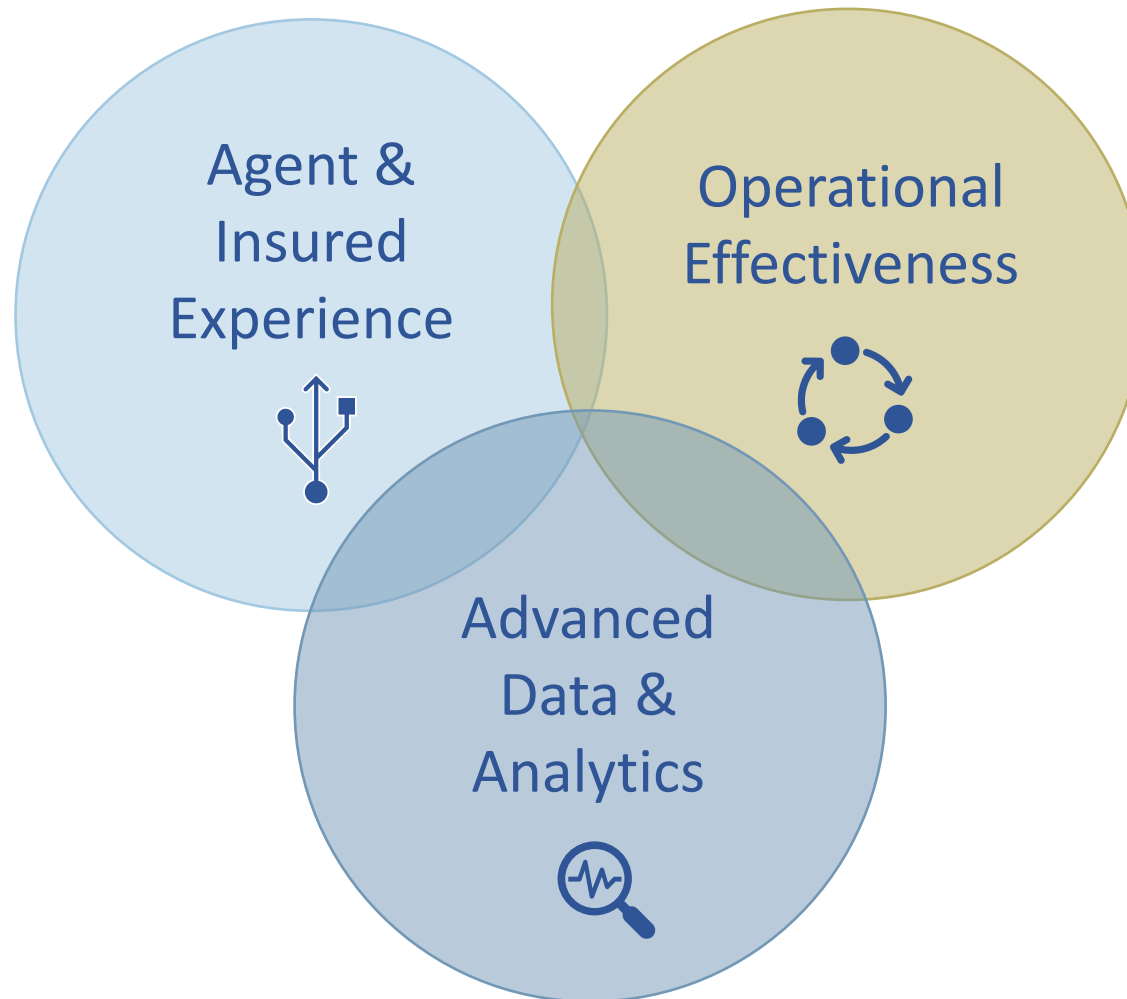 Agent &
Insured
Experience
Operational
Effectiveness
Advanced
Data &
Analytics